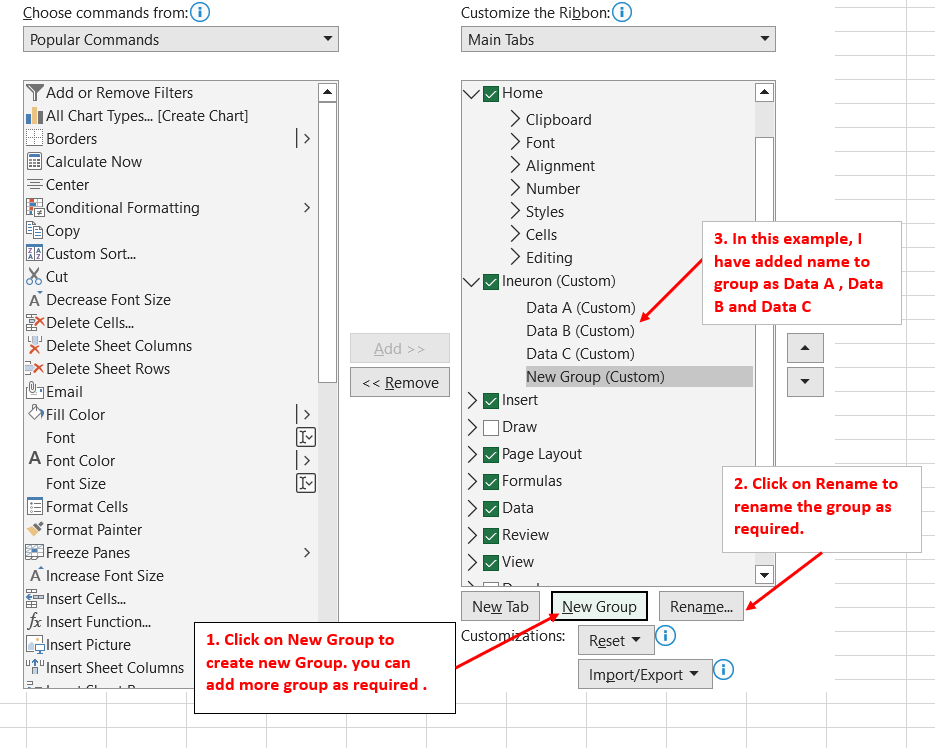 Choose commands from:
Popular Commands
Add or Remove Filters
All Chart Types... [Create Chart]
Borders
Calculate Now
Center
Conditional Formatting
Copy
Custom Sort...
Cut
Decrease Font Size
Delete Cells...
Delete Sheet Columns
Delete Sheet Rows
Email
Fill Color
Font
Font Color
Font Size
Format Cells
Format Painter
Freeze Panes
Increase Font Size
Insert Cells...
Insert Function...
Insert Picture
Insert Sheet Columns
Add >>
<< Remove
Customize the Ribbon:
Main Tabs
Home
Clipboard
Font
Alignment
Number
Styles
Cells
Editing
Ineuron (Custom)
Data A (Custom)
Data B (Custom)
Data C (Custom)
New Group (Custom)
Insert
Draw
Page Layout
Formulas
Data
Review
View
New Tab
New Group
Rename...
Customizations:
Reset
Import/Export
1. Click on New Group to
create new Group. you can
add more group as required .
2. Click on Rename to
rename the group as
required.
3. In this example, I
have added name to
group as Data A , Data
B and Data C